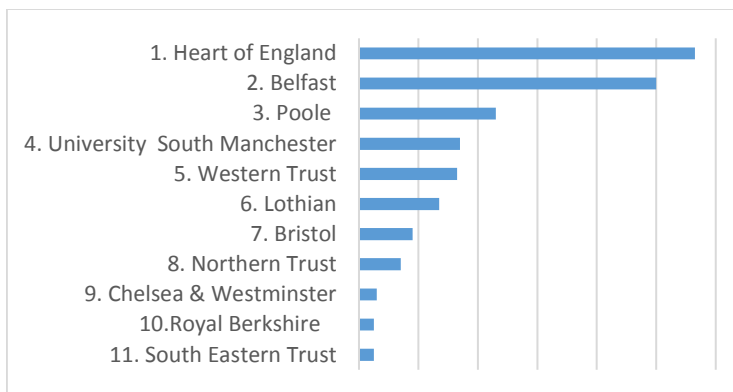 1. Heart of England
2. Belfast
3. Poole
4. University  South Manchester
5. Western Trust
6. Lothian
7. Bristol
8. Northern Trust
9. Chelsea & Westminster
10.Royal Berkshire
11. South Eastern Trust